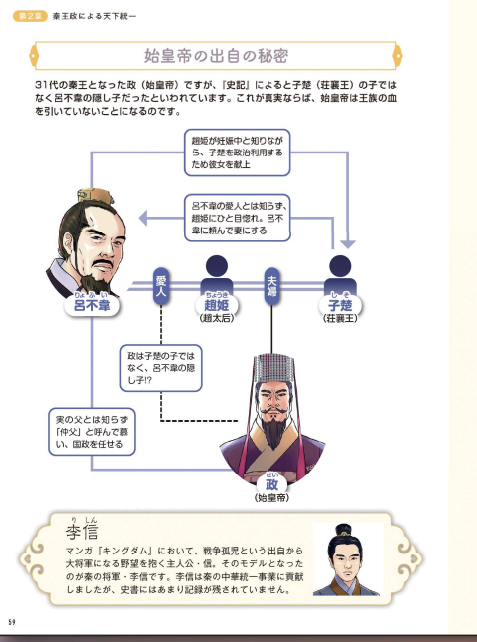 第2章 秦王政による天下統一
始皇帝の出自の秘密
31代の秦王となった政（始皇帝）ですが、『史記』によると子楚（荘襄王）の子では
なく呂不韋の隠し子だったといわれています。これが真実ならば、始皇帝は王族の血
を引いていないことになるのです。
趙姫が妊娠中と知りなが
ら、子楚を政治利用する
ため彼女を献上
呂不韋の愛人とは知らず、
趙姫にひと目惚れ。呂不
韋に頼んで妻にする
愛人
夫婦
りょ ふ い
呂不韋
ちょうき
趙姫
（趙太后）
し そ
子楚
（荘襄王）
政は子楚の子では
なく、呂不韋の隠
し子!?
実の父とは知らず
「仲父」と呼んで慕
い、国政を任せる
せい
政
（始皇帝）
り しん
李信
マンガ『キングダム』において、戦争孤児という出自から
大将軍になる野望を抱く主人公・信。そのモデルとなった
のが秦の将軍・李信です。李信は秦の中華統一事業に貢献
しましたが、史書にはあまり記録が残されていません。
59